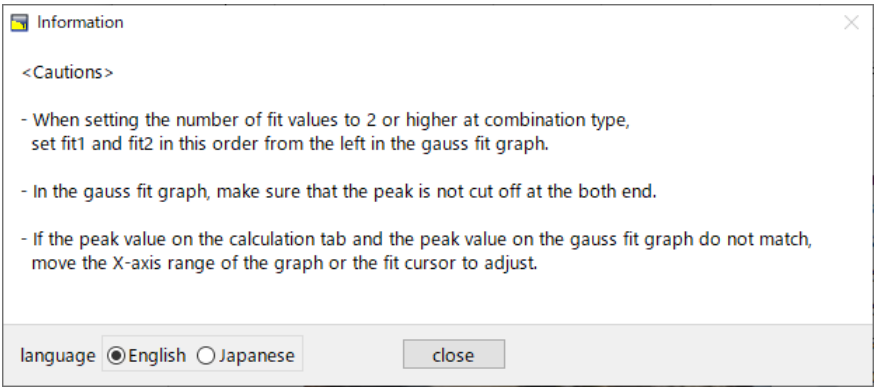 Information
<Cautions>
- When setting the number of fit values to 2 or higher at combination type,
set fit1 and fit2 in this order from the left in the gauss fit graph.
- In the gauss fit graph, make sure that the peak is not cut off at the both end.
- If the peak value on the calculation tab and the peak value on the gauss fit graph do not match,
move the X-axis range of the graph or the fit cursor to adjust.
language English Japanese close